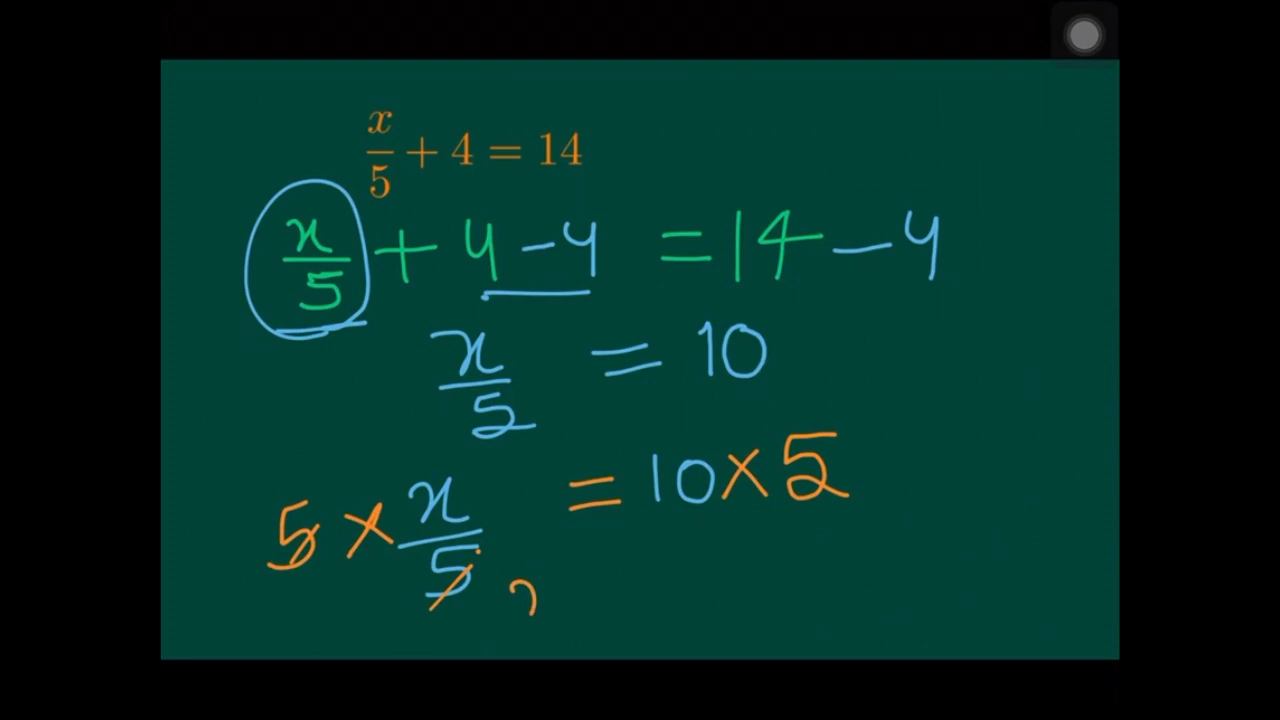 x/5 + 4 = 14
x/5 + 4 - 4 = 14 - 4
x/5 = 10
5 × x/5 = 10 × 5